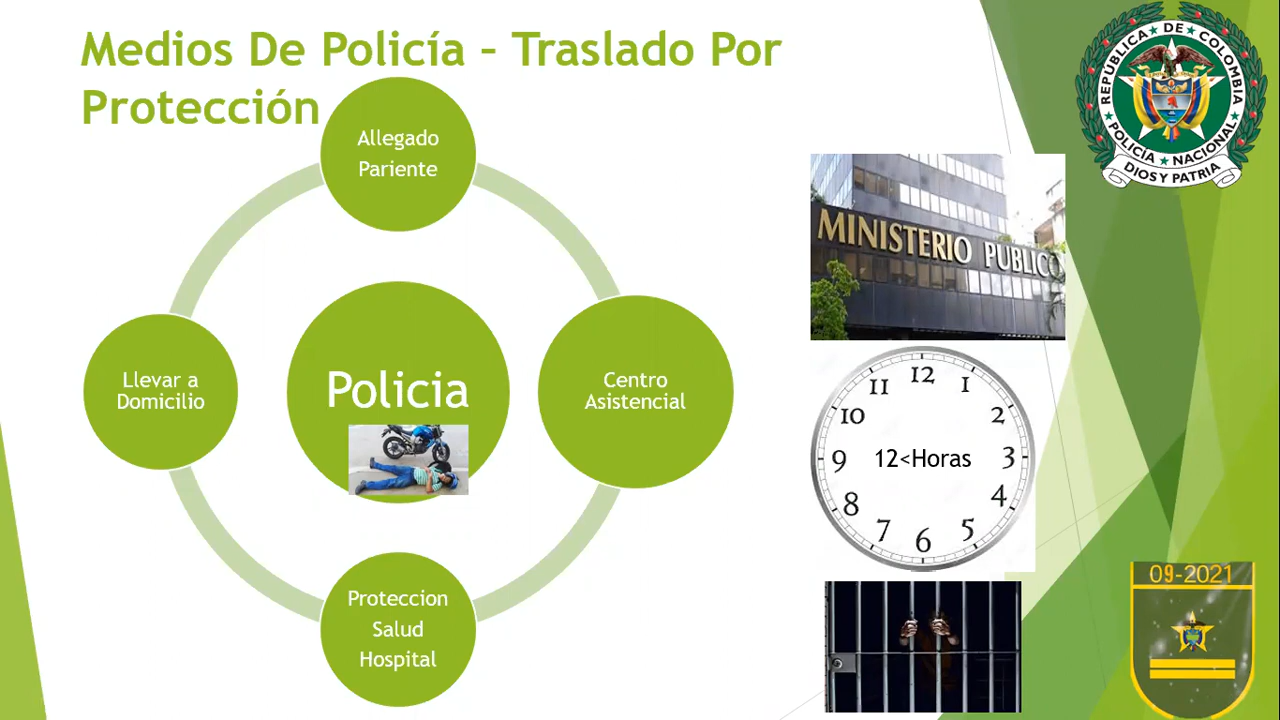 Medios De Policía – Traslado Por
Protección
Allegado
Pariente
Llevar a
Domicilio
Policia
Centro
Asistencial
Proteccion
Salud
Hospital
REPÚBLICA DE COLOMBIA
POLICÍA NACIONAL
DIOS Y PATRIA
MINISTERIO PUBLICO
12
1
2
3
4
5
6
7
8
9
10
11
12<Horas
09-2021